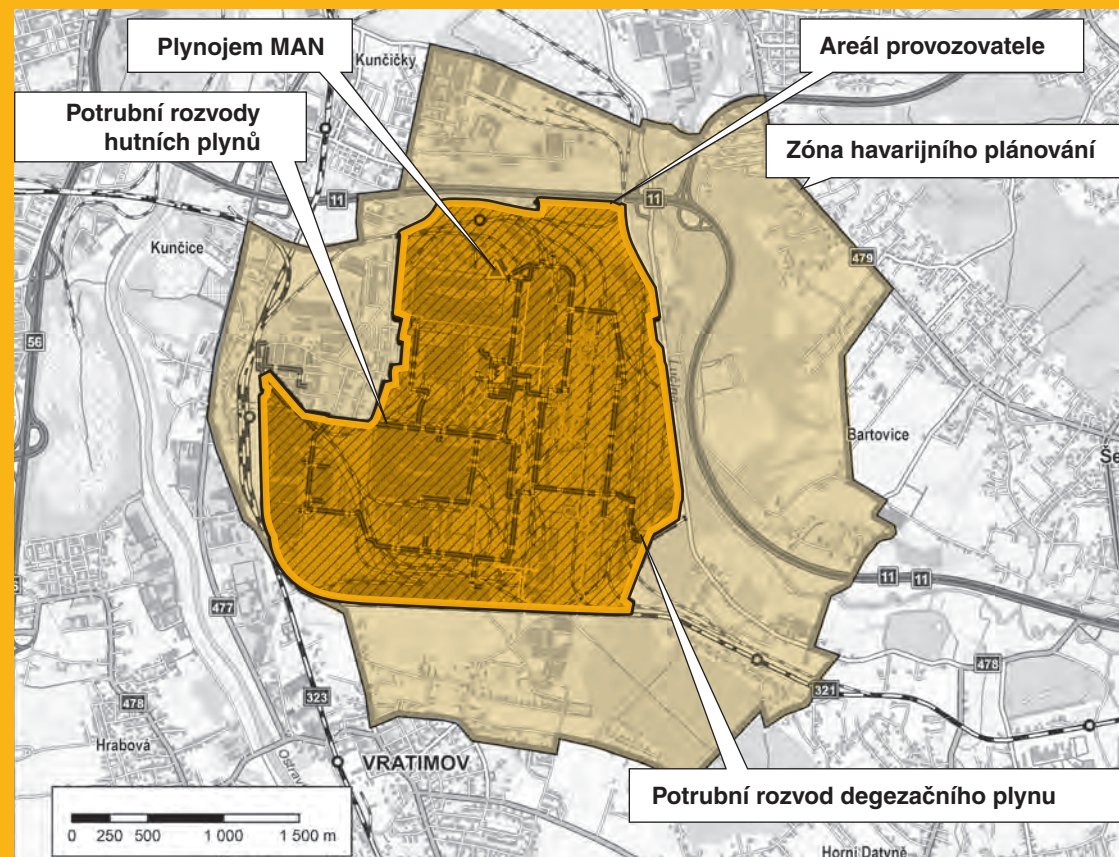 Plynojem MAN
Areál provozovatele
Kunčičky
Potrubní rozvody
hutních plynů
Zóna havarijního plánování
11
11
Kunčice
479
56
Bartovice
11
11
477
478
321
323
478
Hrabová
VRATIMOV
Potrubní rozvod degezačního plynu
0 250 500 1 000 1 500 m
Horní Datyně